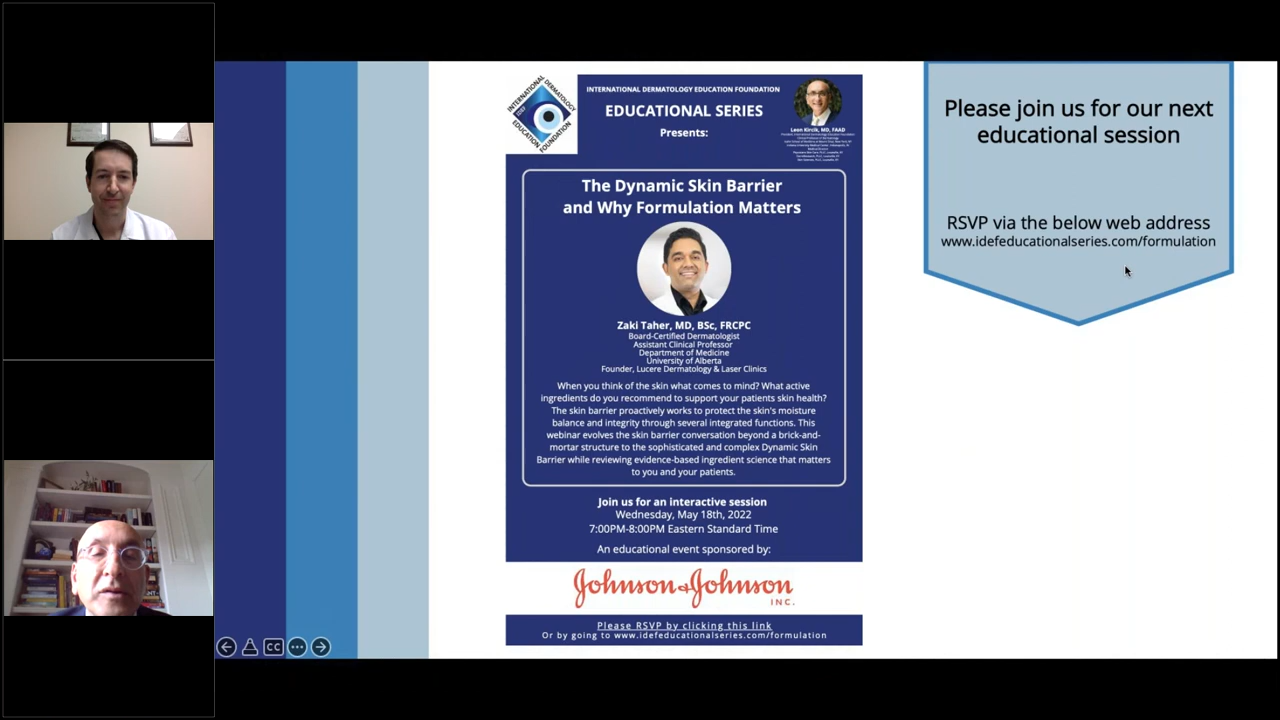 INTERNATIONAL DERMATOLOGY
EDUCATION FOUNDATION
INTERNATIONAL DERMATOLOGY EDUCATION FOUNDATION
EDUCATIONAL SERIES
Presents:
Leon Kircik, MD, FAAD
The Dynamic Skin Barrier
and Why Formulation Matters
Zaki Taher, MD, BSc, FRCPC
Board-Certified Dermatologist
Assistant Clinical Professor
Department of Medicine
University of Alberta
Founder, Lucere Dermatology & Laser Clinics
When you think of the skin what comes to mind? What active
ingredients do you recommend to support your patients skin health?
The skin barrier proactively works to protect the skin's moisture
balance and integrity through several integrated functions. This
webinar evolves the skin barrier conversation beyond a brick-and-
mortar structure to the sophisticated and complex Dynamic Skin
Barrier while reviewing evidence-based ingredient science that matters
to you and your patients.
Join us for an interactive session
Wednesday, May 18th, 2022
7:00PM-8:00PM Eastern Standard Time
An educational event sponsored by:
Johnson & Johnson
INC.
Please RSVP by clicking this link
Or by going to www.idefeducationalseries.com/formulation
Please join us for our next
educational session
RSVP via the below web address
www.idefeducationalseries.com/formulation
CC